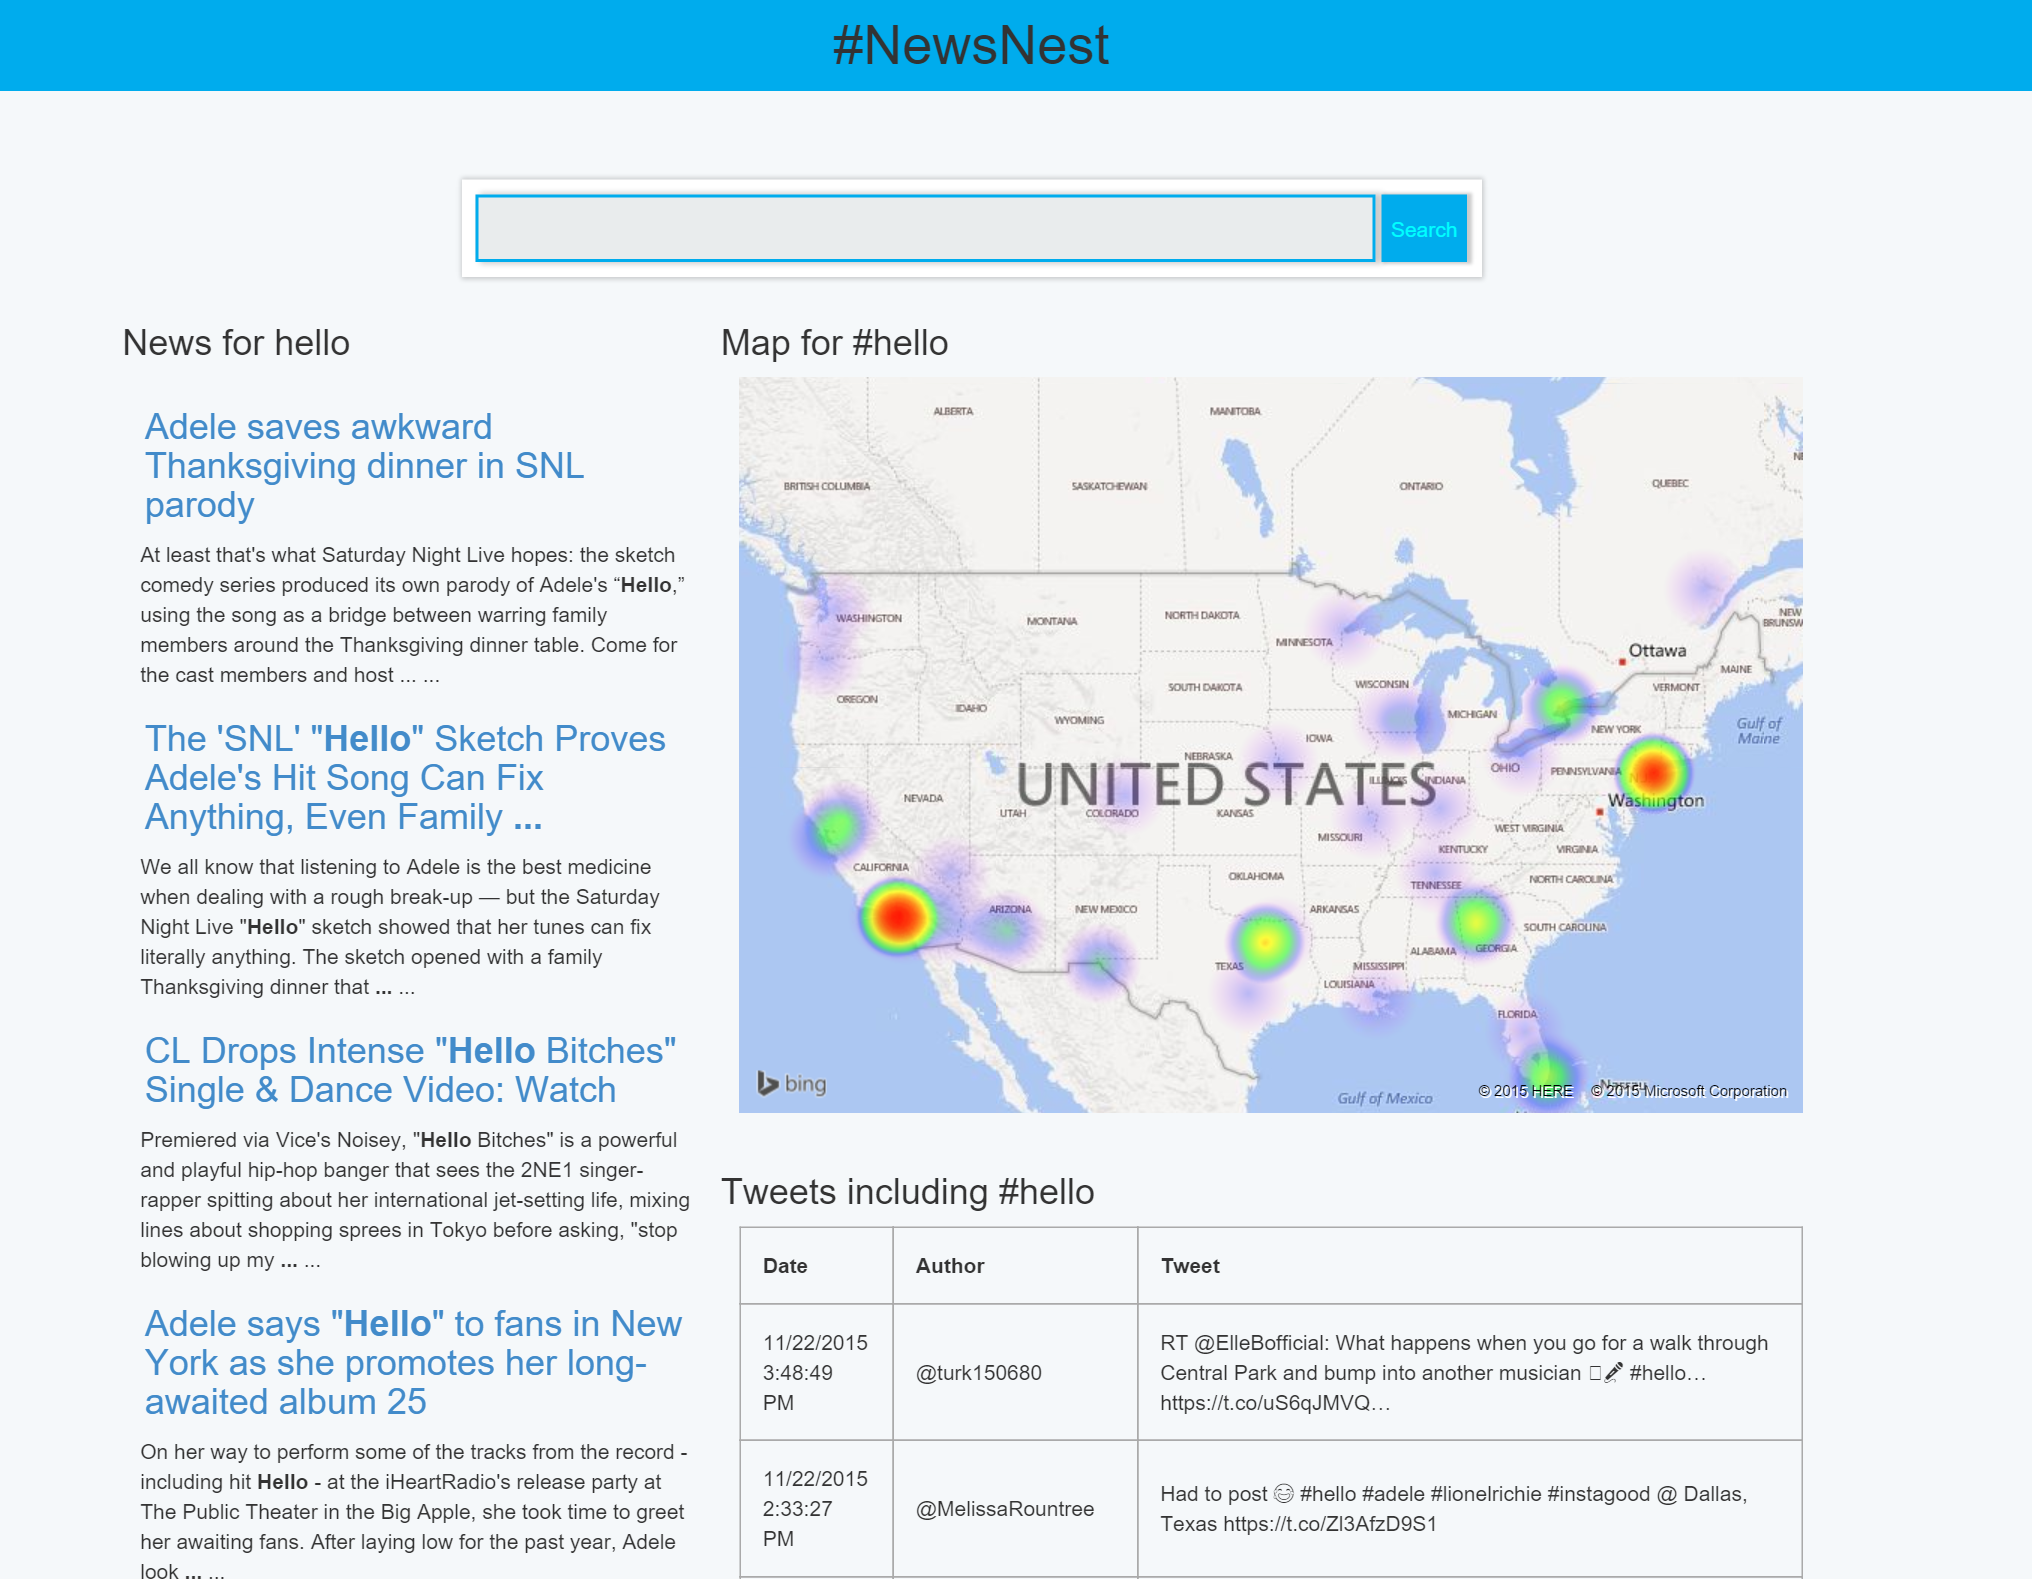 #NewsNest
Search
News for hello
Adele saves awkward
Thanksgiving dinner in SNL
parody
At least that's what Saturday Night Live hopes: the sketch
comedy series produced its own parody of Adele's “Hello,”
using the song as a bridge between warring family
members around the Thanksgiving dinner table. Come for
the cast members and host ... ...
The 'SNL' "Hello" Sketch Proves
Adele's Hit Song Can Fix
Anything, Even Family ...
We all know that listening to Adele is the best medicine
when dealing with a rough break-up — but the Saturday
Night Live "Hello" sketch showed that her tunes can fix
literally anything. The sketch opened with a family
Thanksgiving dinner that ... ...
CL Drops Intense "Hello Bitches"
Single & Dance Video: Watch
Premiered via Vice's Noisey, "Hello Bitches" is a powerful
and playful hip-hop banger that sees the 2NE1 singer-
rapper spitting about her international jet-setting life, mixing
lines about shopping sprees in Tokyo before asking, "stop
blowing up my ... ...
Adele says "Hello" to fans in New
York as she promotes her long-
awaited album 25
On her way to perform some of the tracks from the record -
including hit Hello - at the iHeartRadio's release party at
The Public Theater in the Big Apple, she took time to greet
her awaiting fans. After laying low for the past year, Adele
look ... ...
Map for #hello
ALBERTA
MANITOBA
BRITISH COLUMBIA
SASKATCHEWAN
ONTARIO
QUEBEC
WASHINGTON
MONTANA
NORTH DAKOTA
MINNESOTA
NEW
BRUNSW
Ottawa
MAINE
OREGON
IDAHO
SOUTH DAKOTA
WISCONSIN
VERMONT
WYOMING
MICHIGAN
NEW YORK
Gulf of
Maine
IOWA
NEBRASKA
OHIO
PENNSYLVANIA
UNITED STATES
ILLINOIS
INDIANA
NEVADA
UTAH
COLORADO
KANSAS
Washington
MISSOURI
WEST VIRGINIA
KENTUCKY
VIRGINIA
CALIFORNIA
OKLAHOMA
TENNESSEE
NORTH CAROLINA
ARIZONA
NEW MEXICO
ARKANSAS
SOUTH CAROLINA
ALABAMA
GEORGIA
TEXAS
MISSISSIPPI
LOUISIANA
FLORIDA
bing
Gulf of Mexico
Nassau
© 2015 HERE © 2015 Microsoft Corporation
Tweets including #hello
Date Author Tweet
11/22/2015
3:48:49
PM
@turk150680
RT @ElleBofficial: What happens when you go for a walk through
Central Park and bump into another musician 🎤 #hello…
https://t.co/uS6qJMVQ…
11/22/2015
2:33:27
PM
@MelissaRountree
Had to post 😂 #hello #adele #lionelrichie #instagood @ Dallas,
Texas https://t.co/Zl3AfzD9S1